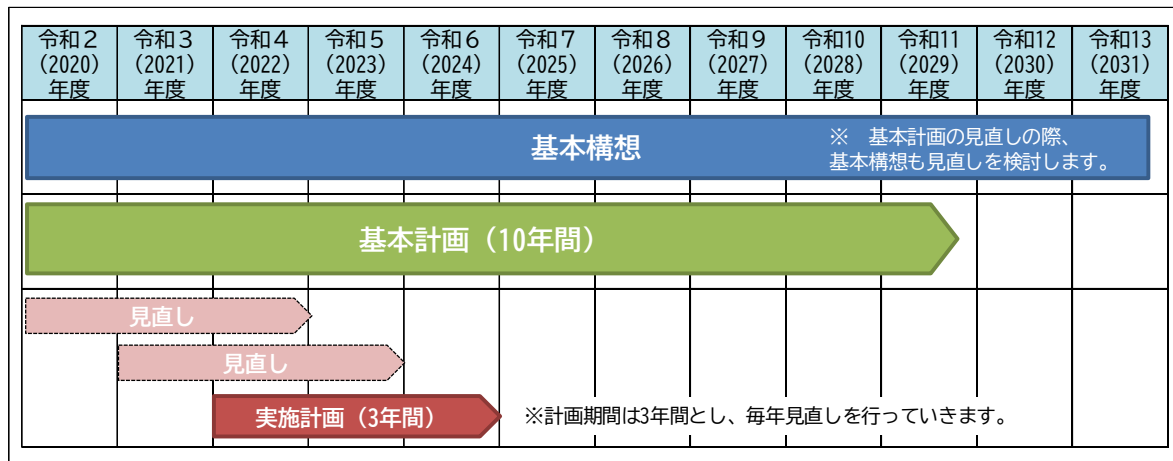 令和2 令和3 令和4 令和5 令和6 令和7 令和8 令和9 令和10 令和11 令和12 令和13
(2020) (2021) (2022) (2023) (2024) (2025) (2026) (2027) (2028) (2029) (2030) (2031)
年度 年度 年度 年度 年度 年度 年度 年度 年度 年度 年度 年度
基本構想
※ 基本計画の見直しの際、
基本構想も見直しを検討します。
基本計画(10年間)
見直し
見直し
実施計画(3年間)
※計画期間は3年間とし、毎年見直しを行っていきます。